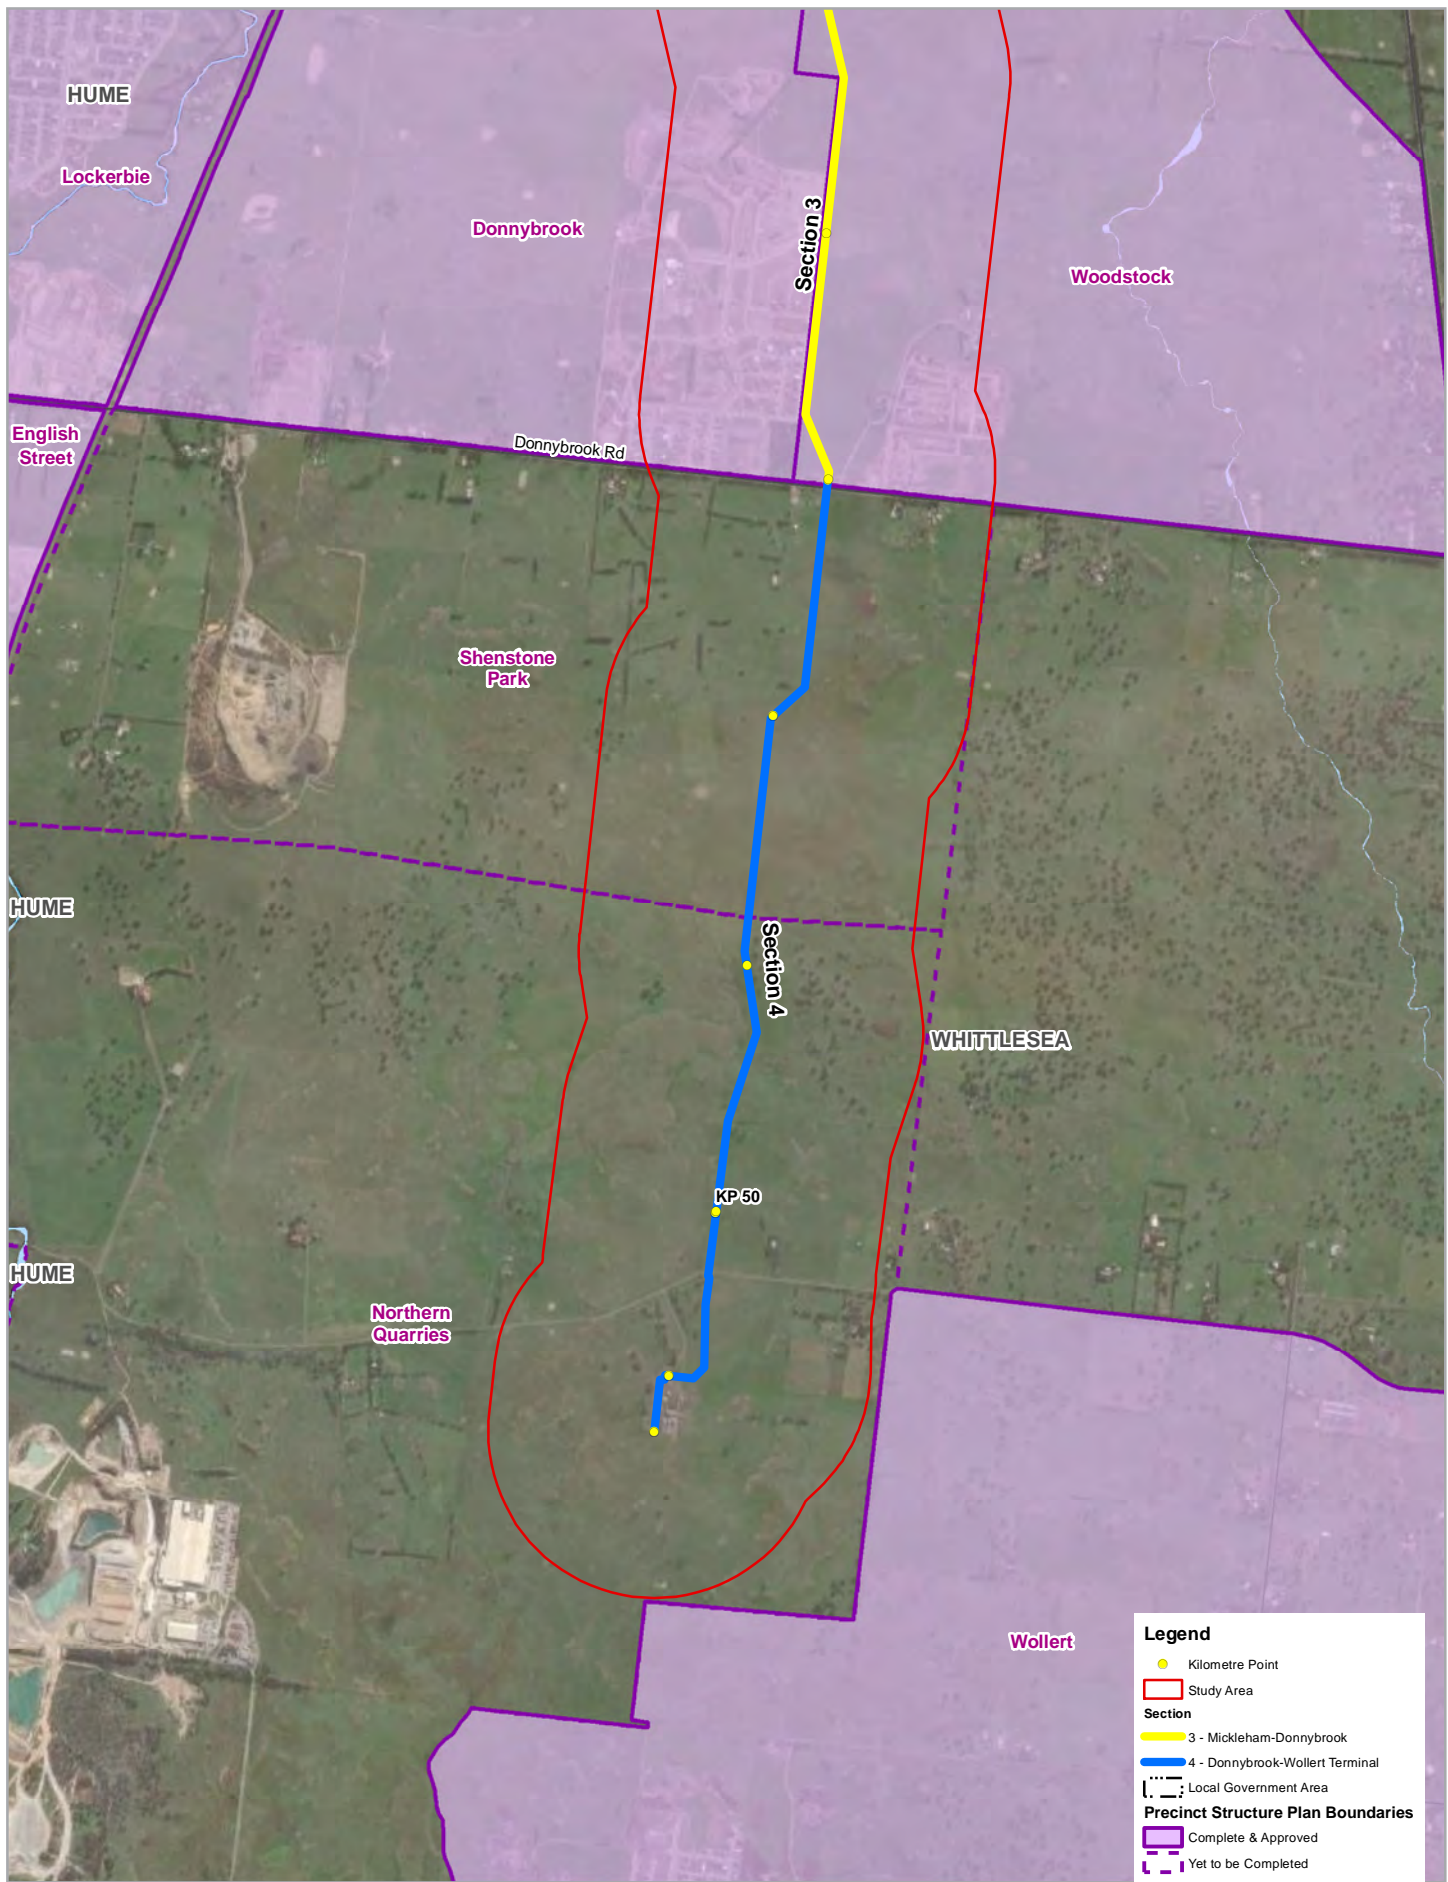 HUME
Lockerbie
Donnybrook
Section 3
Woodstock
English
Street
Donnybrook Rd
Shenstone
Park
HUME
Section 4
WHITTLESEA
KP 50
HUME
Northern
Quarries
Wollert
Legend
Kilometre Point
Study Area
Section
3 - Mickleham-Donnybrook
4 - Donnybrook-Wollert Terminal
Local Government Area
Precinct Structure Plan Boundaries
Complete & Approved
Yet to be Completed